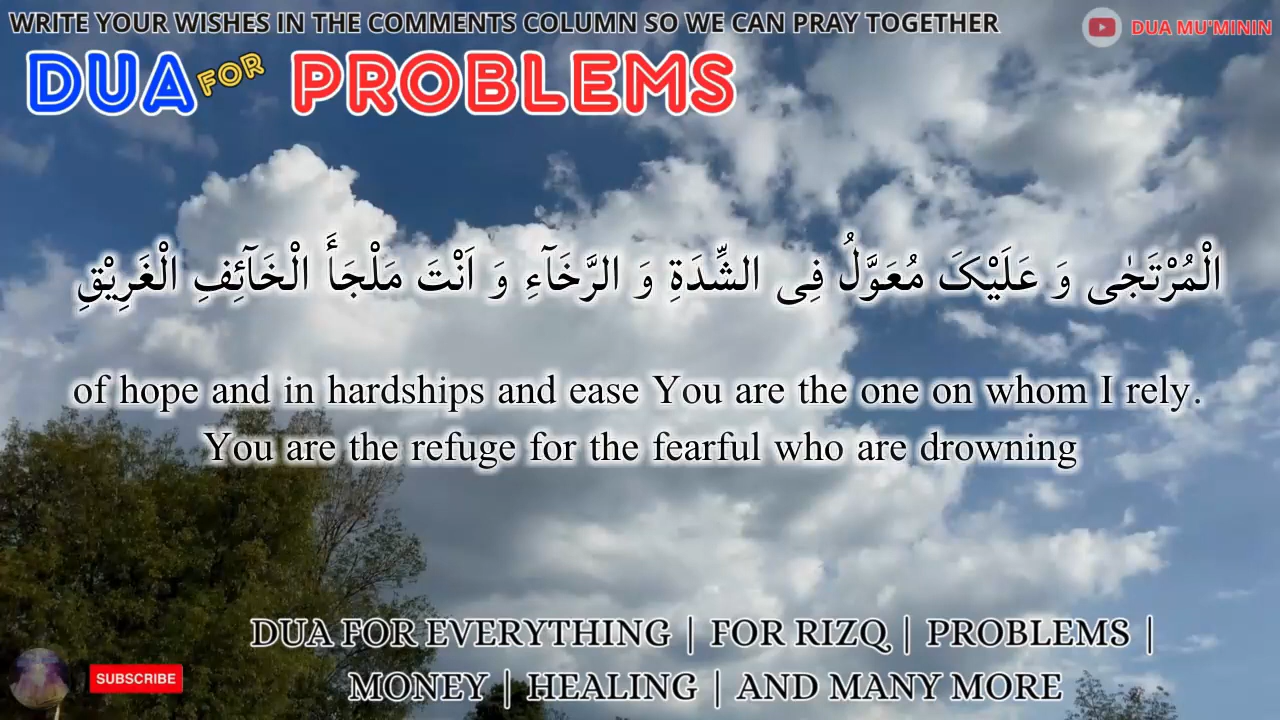 WRITE YOUR WISHES IN THE COMMENTS COLUMN SO WE CAN PRAY TOGETHER
DUA MU'MININ
DUA FOR PROBLEMS
الْمُرْتَجٰی وَ عَلَیْکَ مُعَوَّلُ فِی الشِّدَةِ وَ الرَّخَآءِ وَ اَنْتَ مَلْجَأَ الْخَآئِفِ الْغَرِیْقِ
of hope and in hardships and ease You are the one on whom I rely.
You are the refuge for the fearful who are drowning
DUA FOR EVERYTHING | FOR RIZQ | PROBLEMS |
MONEY | HEALING | AND MANY MORE
SUBSCRIBE